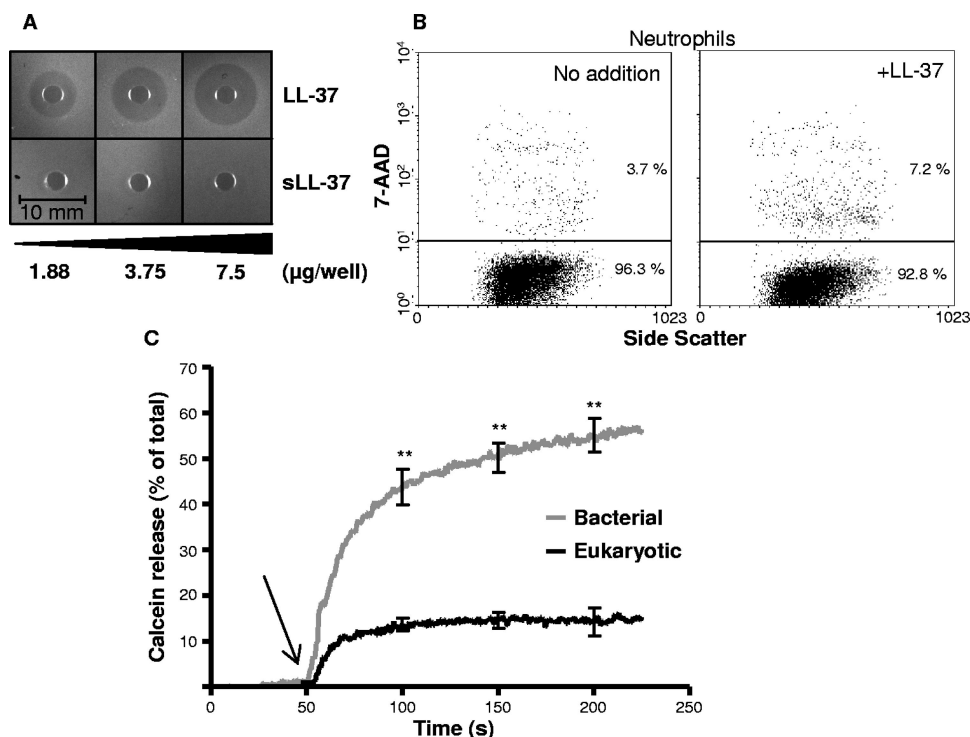 A
LL-37
sLL-37
10 mm
1.88 3.75 7.5 (µg/well)
B
Neutrophils
No addition
+LL-37
10⁴
10³
10²
10¹
10⁰
7-AAD
3.7 %
96.3 %
7.2 %
92.8 %
0 1023
0 1023
Side Scatter
C
70
60
50
40
30
20
10
Calcein release (% of total)
** ** **
Bacterial
Eukaryotic
0 50 100 150 200 250
Time (s)